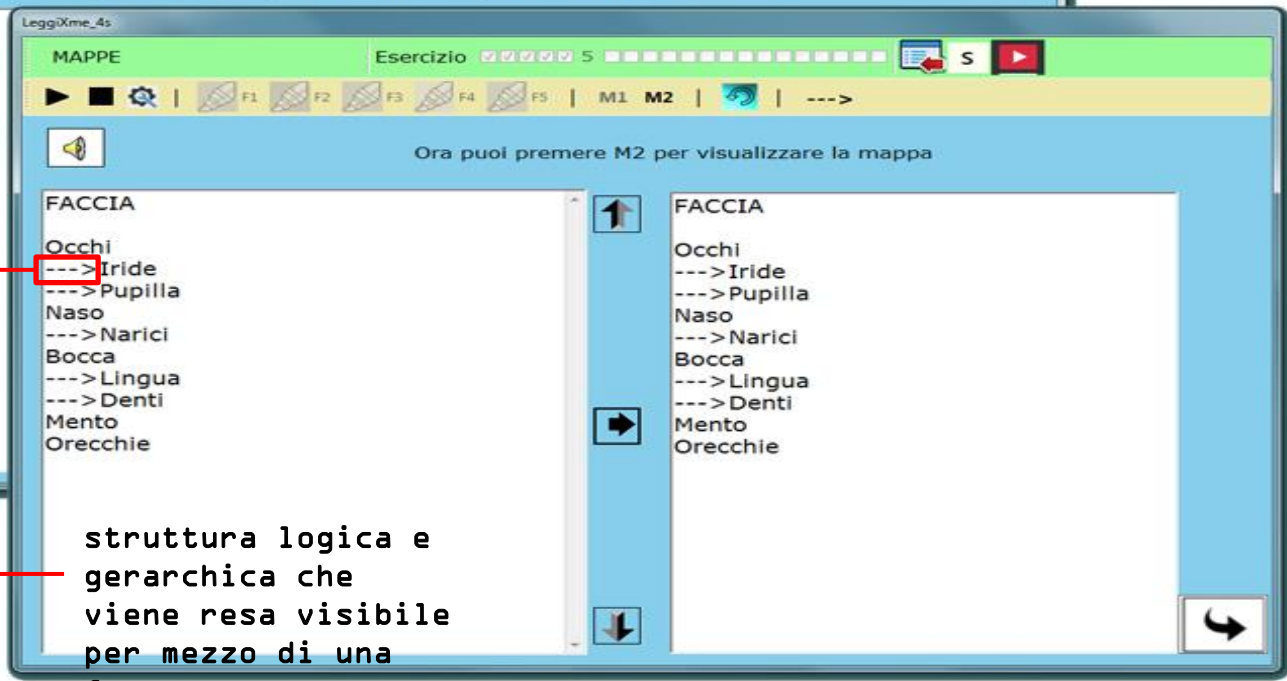 LeggiXme_4s
MAPPE Esercizio 5 S
F1 F2 F3 F4 F5 | M1 M2 | | --->
Ora puoi premere M2 per visualizzare la mappa
FACCIA
Occhi
--->Iride
--->Pupilla
Naso
--->Narici
Bocca
--->Lingua
--->Denti
Mento
Orecchie
FACCIA
Occhi
--->Iride
--->Pupilla
Naso
--->Narici
Bocca
--->Lingua
--->Denti
Mento
Orecchie
struttura logica e
gerarchica che
viene resa visibile
per mezzo di una